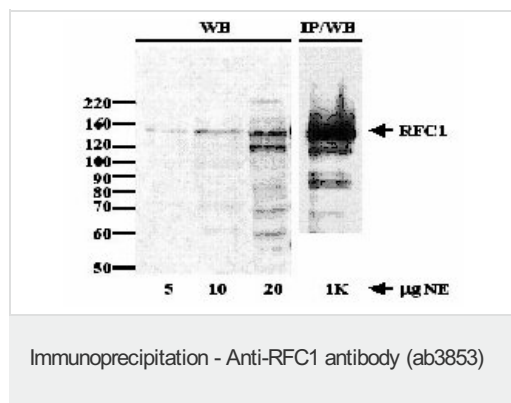 WB IP/WB
220
160
RFC1
120
100
90
80
70
60
50
5 10 20 1K µg NE
Immunoprecipitation - Anti-RFC1 antibody (ab3853)